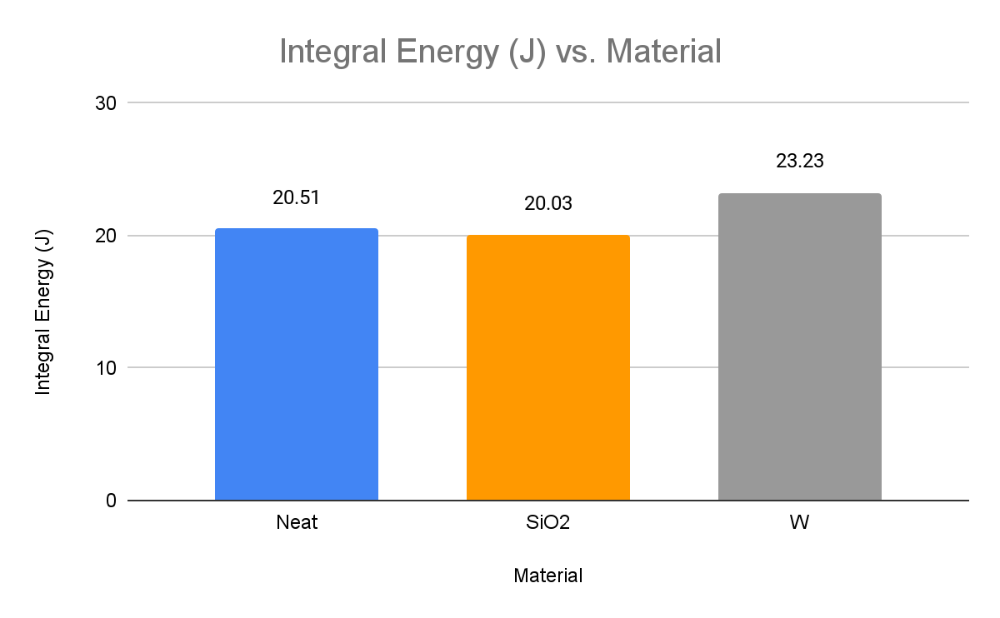 Integral Energy (J) vs. Material
Integral Energy (J)
30
20
10
0
20.51
20.03
23.23
Neat
SiO2
W
Material